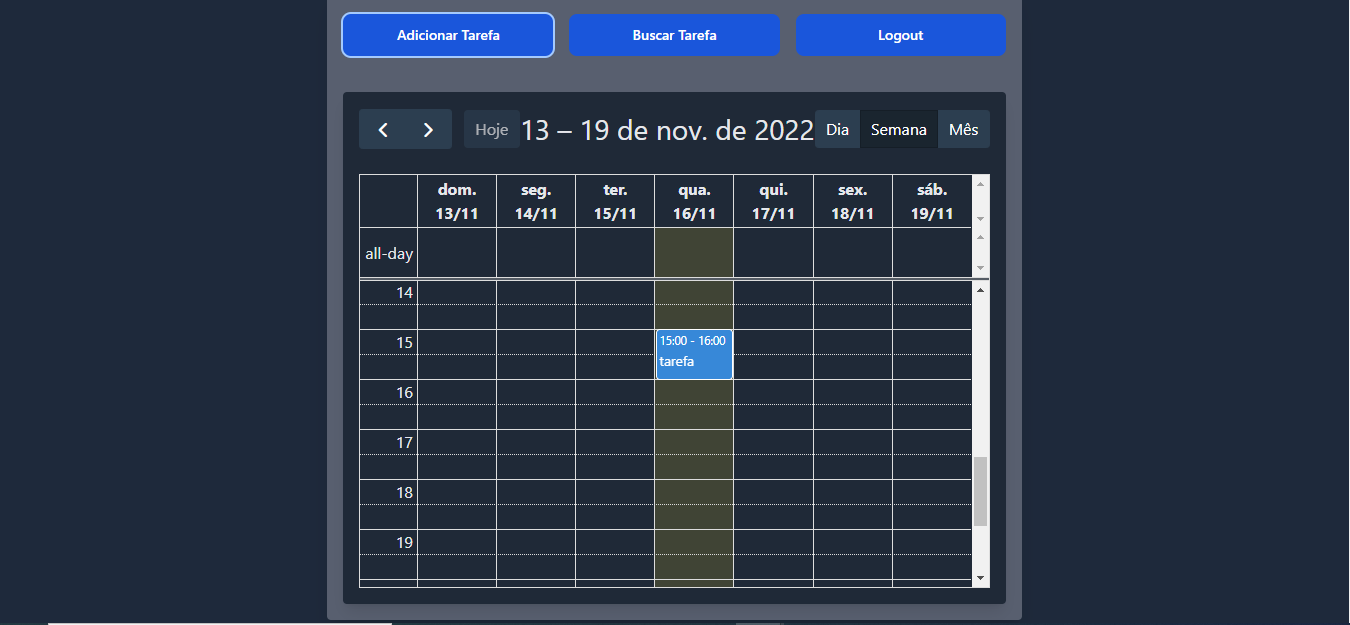 Adicionar Tarefa Buscar Tarefa Logout
Hoje 13 – 19 de nov. de 2022 Dia Semana Mês
dom. seg. ter. qua. qui. sex. sáb.
13/11 14/11 15/11 16/11 17/11 18/11 19/11
all-day
14
15
15:00 - 16:00
tarefa
16
17
18
19